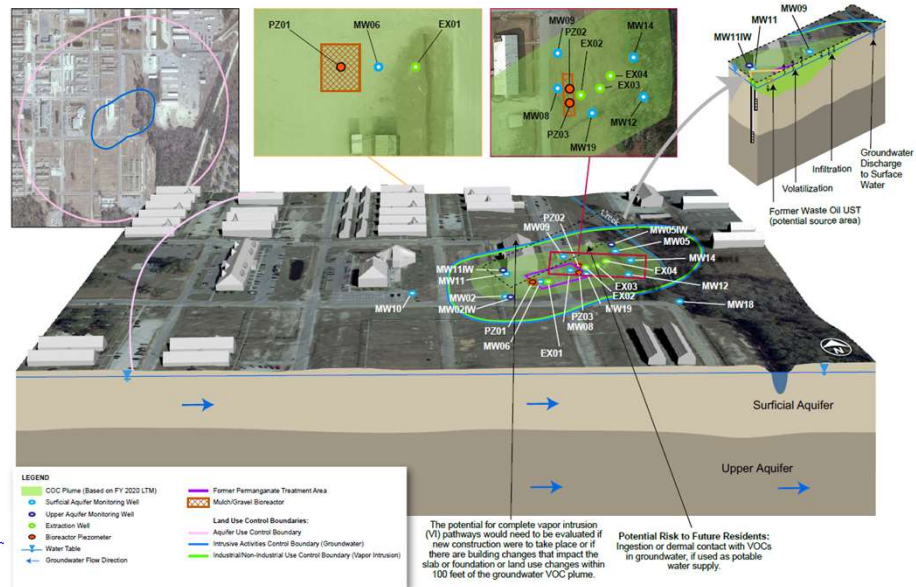 PZ01
MW06
EX01
MW09
PZ02
EX02
MW14
EX04
EX03
MW08
PZ03
MW19
MW12
MW11IW
MW11
MW09
Groundwater
Discharge
to Surface
Water
Infiltration
Volatilization
Former Waste Oil UST
(potential source area)
PZ02
MW09
MW05IW
MW05
MW14
MW11IW
MW11
EX04
MW12
MW10
MW02
MW02IW
EX03
EX02
MW18
PZ01
PZ03
MW19
MW08
MW06
EX01
N
Surficial Aquifer
Upper Aquifer
LEGEND
COC Plume (Based on FY 2020 LTM)
Surficial Aquifer Monitoring Well
Upper Aquifer Monitoring Well
Extraction Well
Bioreactor Piezometer
Water Table
Groundwater Flow Direction
Former Permanganate Treatment Area
Mulch/Gravel Bioreactor
Land Use Control Boundaries:
Aquifer Use Control Boundary
Intrusive Activities Control Boundary (Groundwater)
Industrial/Non-Industrial Use Control Boundary (Vapor Intrusion)
The potential for complete vapor intrusion
(VI) pathways would need to be evaluated if
new construction were to take place or if
there are building changes that impact the
slab or foundation or land use changes within
100 feet of the groundwater VOC plume.
Potential Risk to Future Residents:
Ingestion or dermal contact with VOCs
in groundwater, if used as potable
water supply.